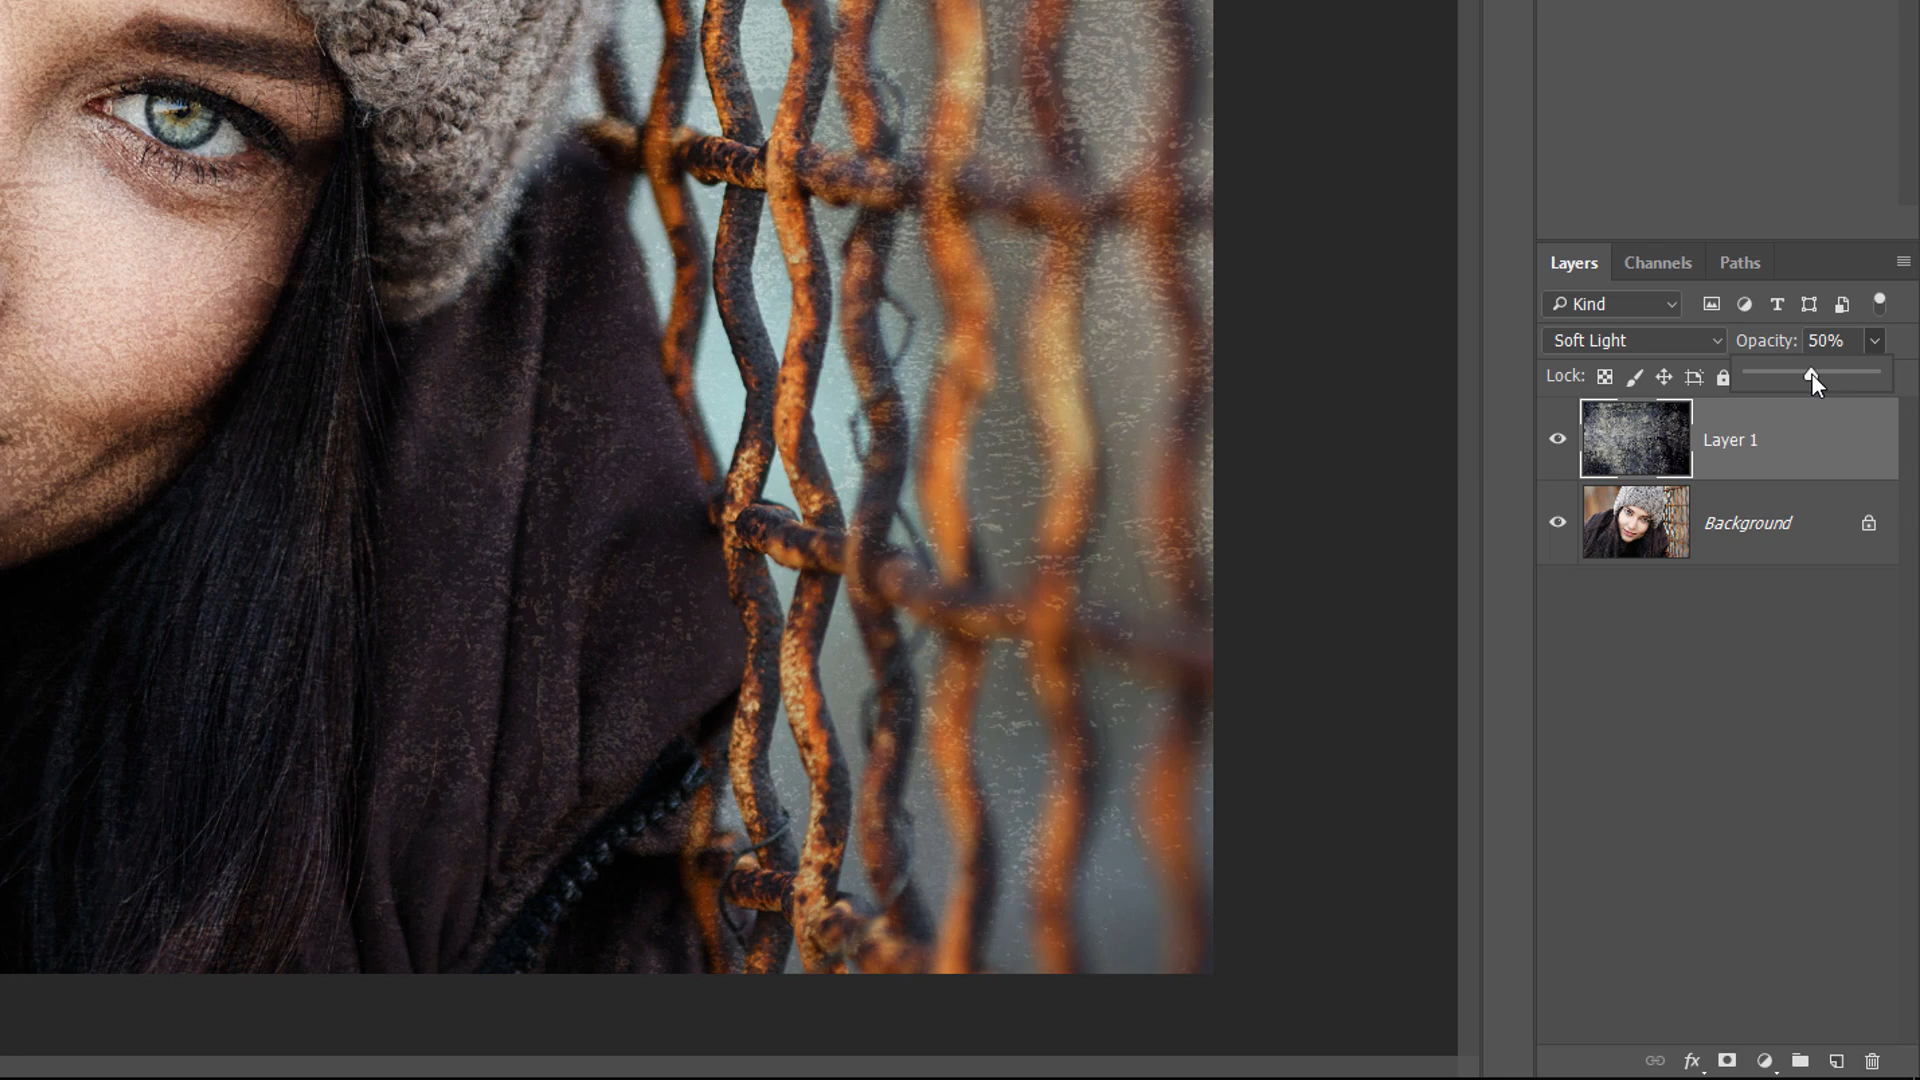 Layers Channels Paths
Kind
Soft Light Opacity: 50%
Lock:
Layer 1
Background
fx